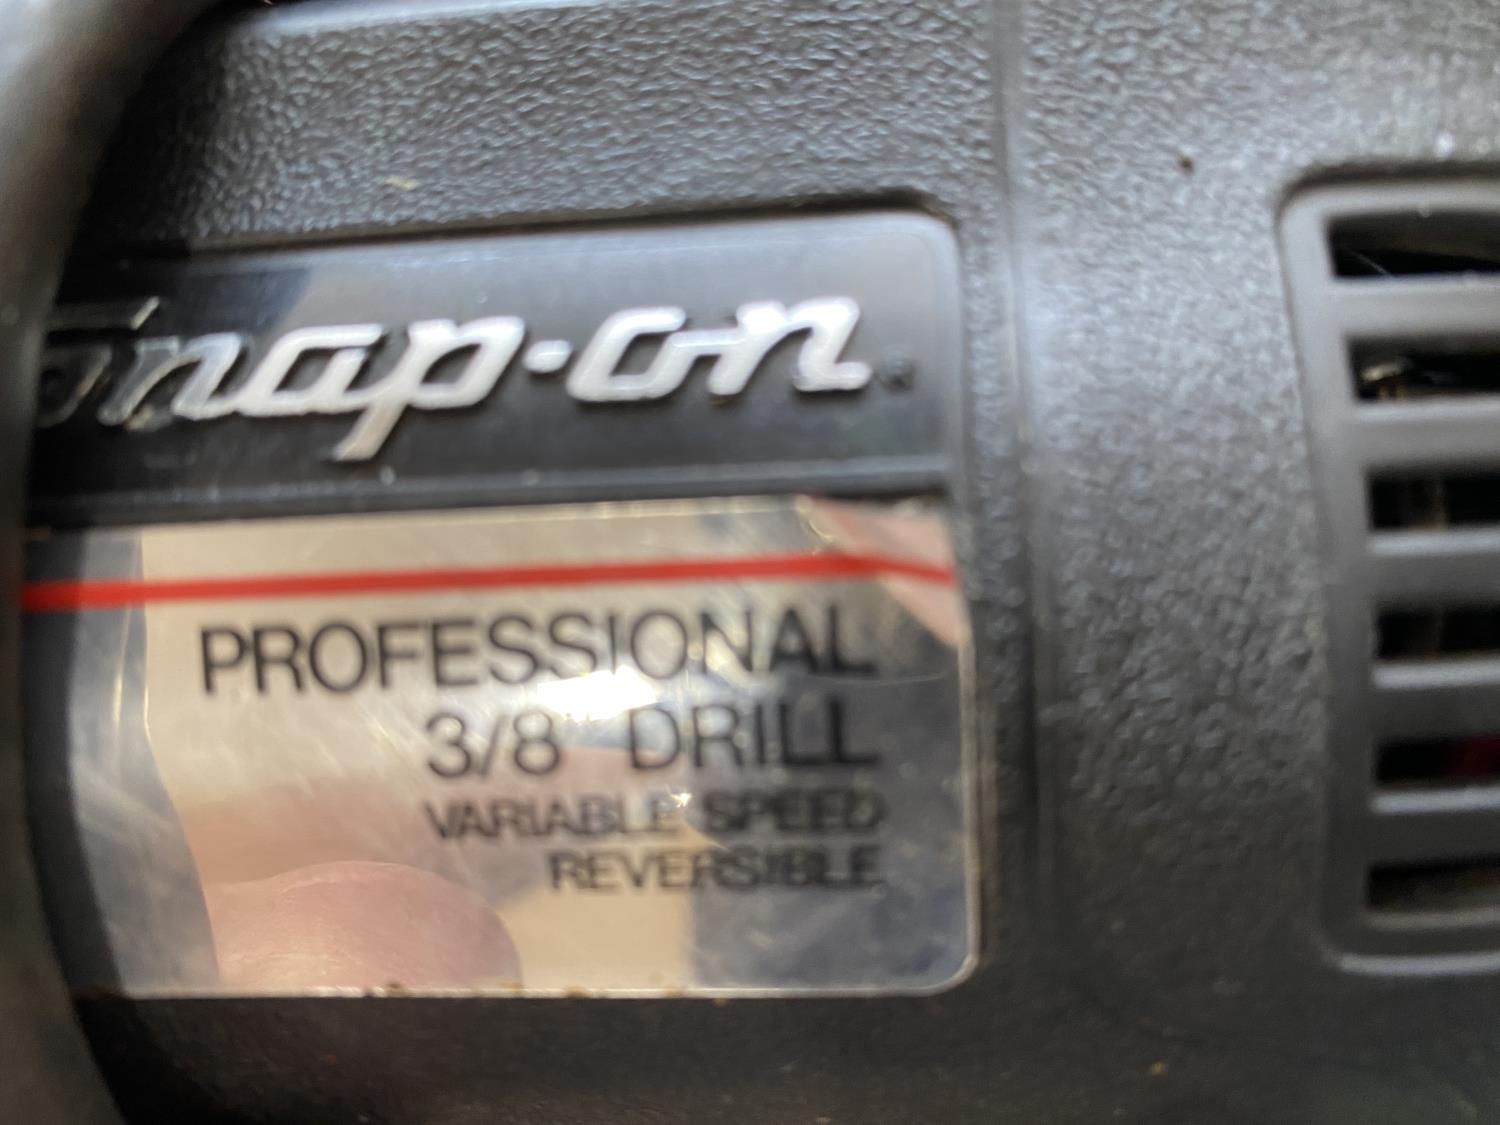 Snap-on
PROFESSIONAL
3/8" DRILL
VARIABLE SPEED
REVERSIBLE